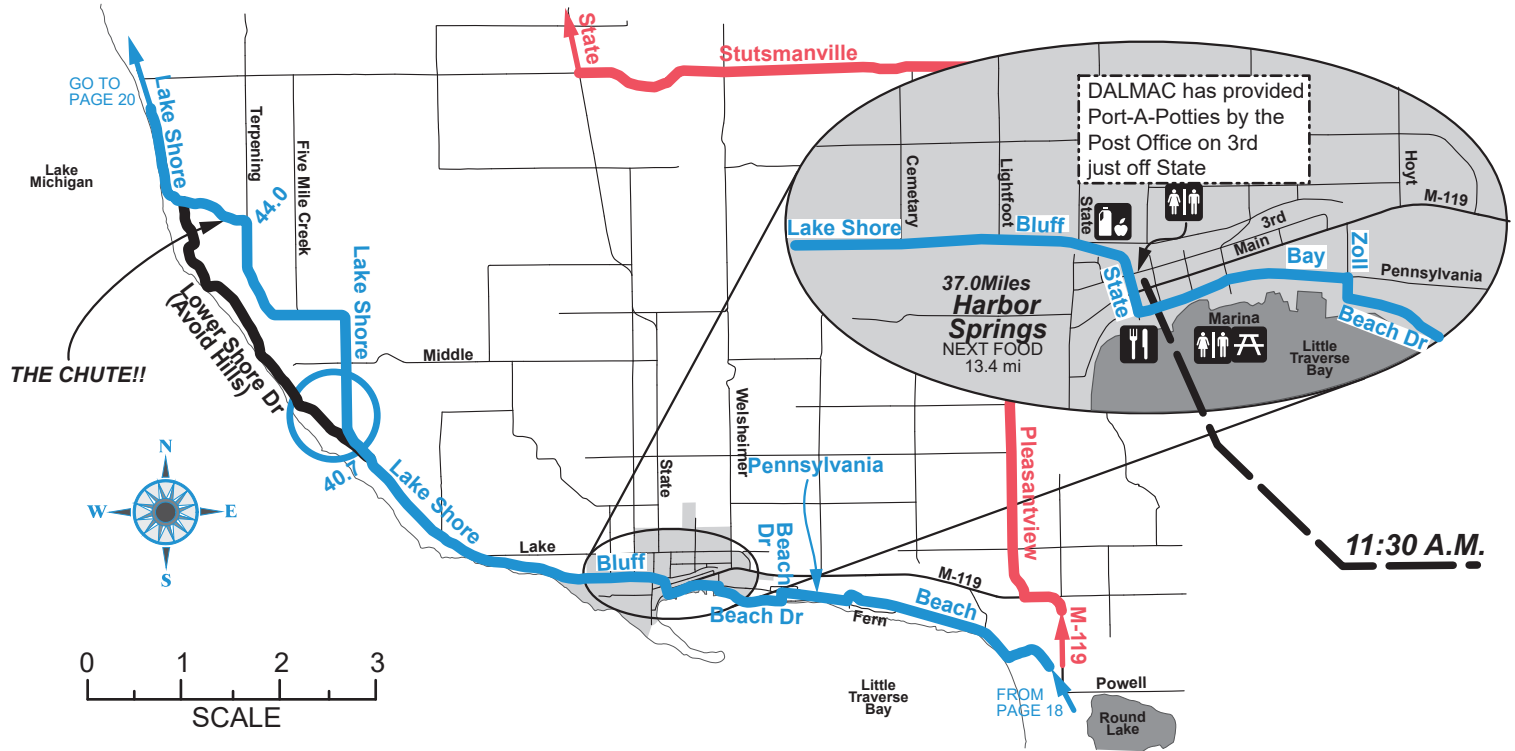 State
Stutsmanville
GO TO
PAGE 20
Lake Shore
Terpening
Five Mile Creek
Lake
Michigan
44.0
Lake Shore
THE CHUTE!!
Lower Shore Dr
(Avoid Hills)
Middle
40.7
Lake Shore
N
W
E
S
0 1 2 3
SCALE
Lake
Bluff
State
Welsheimer
Pennsylvania
Beach
Dr
Beach Dr
Fern
Beach
M-119
Pleasantview
M-119
Powell
Round
Lake
FROM
PAGE 18
Little
Traverse
Bay
DALMAC has provided
Port-A-Potties by the
Post Office on 3rd
just off State
Cemetary
Lightfoot
State
Hoyt
M-119
3rd
Main
Lake Shore
Bluff
State
Bay
Zoll
Pennsylvania
Beach Dr
37.0Miles
Harbor
Springs
NEXT FOOD
13.4 mi
Marina
Little
Traverse
Bay
11:30 A.M.